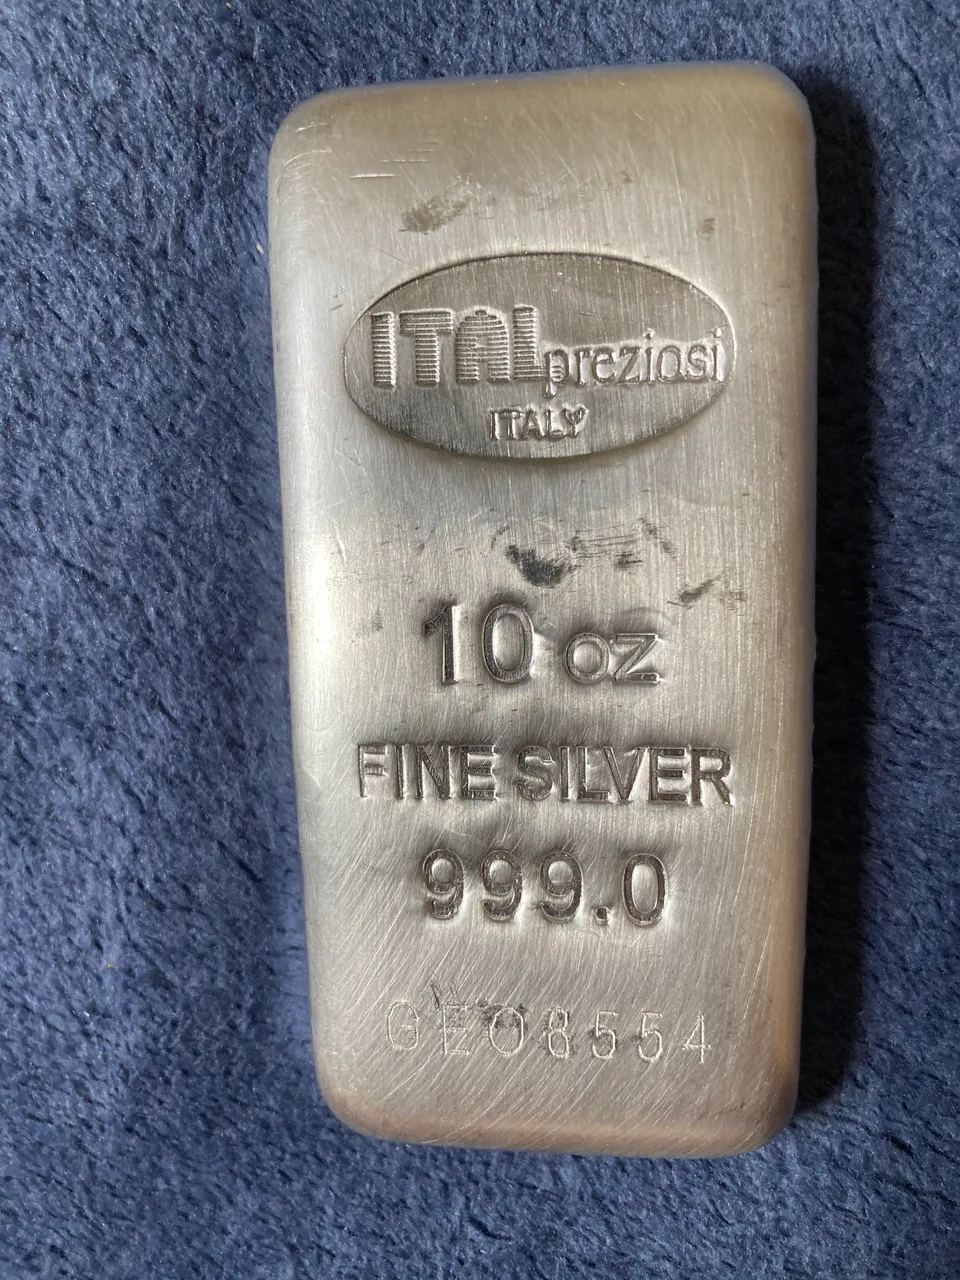 ITALpreziosi
ITALY
10 oz
FINE SILVER
999.0
GE08554